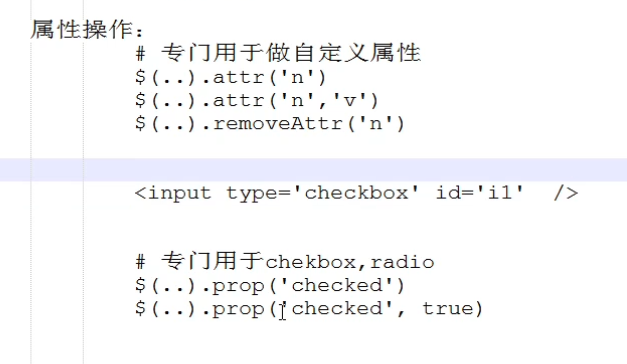 属性操作：
# 专门用于做自定义属性
$(..).attr('n')
$(..).attr('n','v')
$(..).removeAttr('n')
<input type='checkbox' id='i1'  />
# 专门用于chekbox,radio
$(..).prop('checked')
$(..).prop('checked', true)